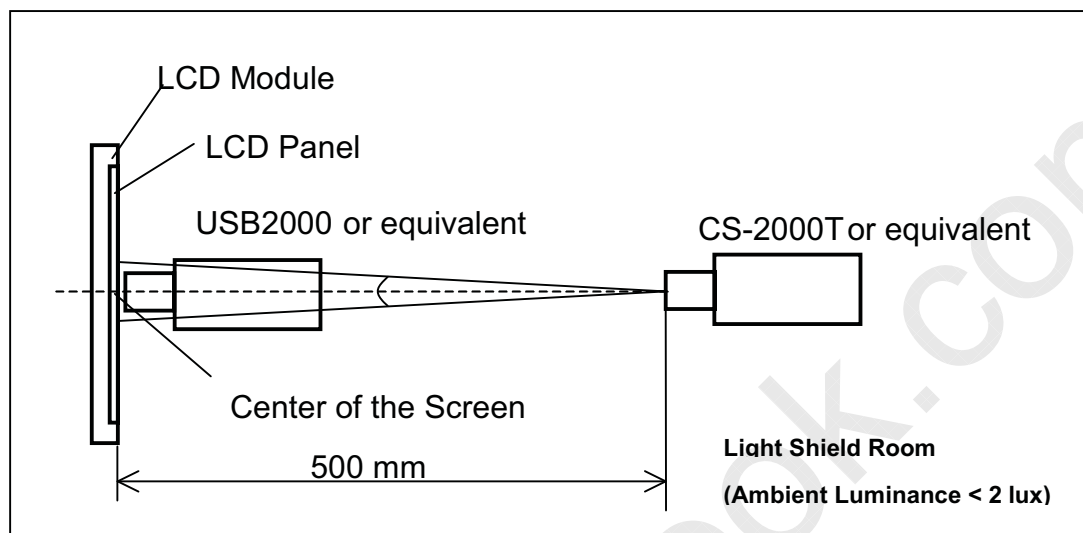 LCD Module
LCD Panel
USB2000 or equivalent
CS-2000T or equivalent
Center of the Screen
500 mm
Light Shield Room
(Ambient Luminance < 2 lux)